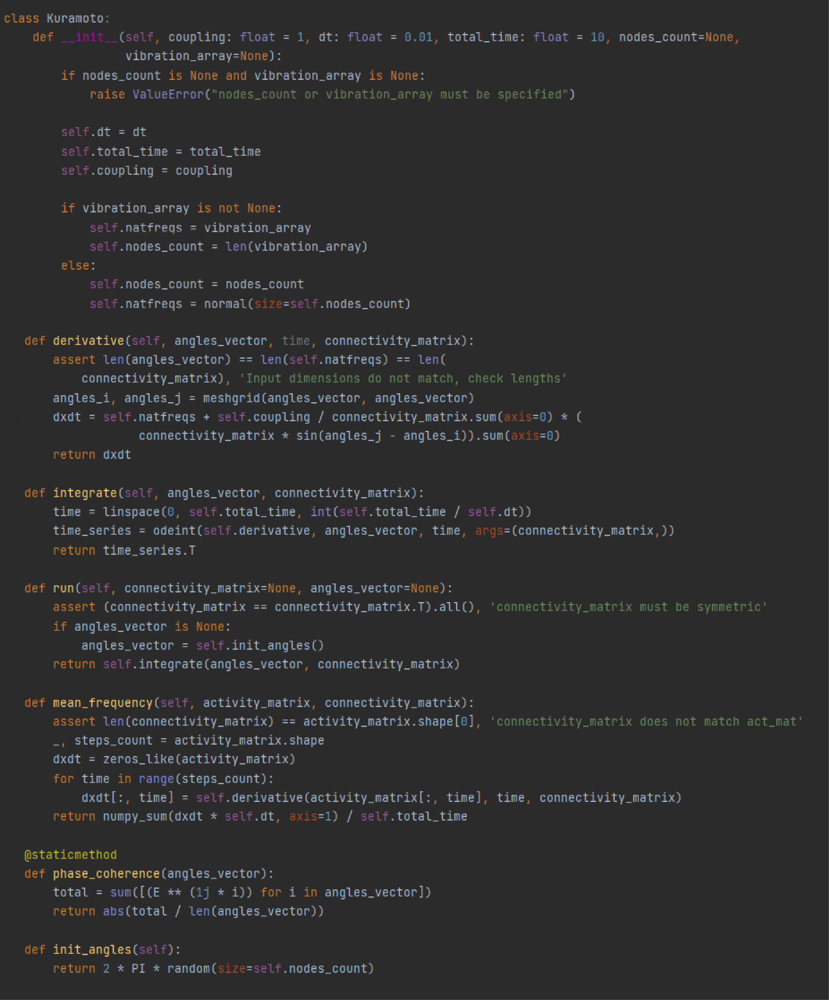 class Kuramoto:
    def __init__(self, coupling: float = 1, dt: float = 0.01, total_time: float = 10, nodes_count=None,
                 vibration_array=None):
        if nodes_count is None and vibration_array is None:
            raise ValueError("nodes_count or vibration_array must be specified")

        self.dt = dt
        self.total_time = total_time
        self.coupling = coupling

        if vibration_array is not None:
            self.natfreqs = vibration_array
            self.nodes_count = len(vibration_array)
        else:
            self.nodes_count = nodes_count
            self.natfreqs = normal(size=self.nodes_count)

    def derivative(self, angles_vector, time, connectivity_matrix):
        assert len(angles_vector) == len(self.natfreqs) == len(
            connectivity_matrix), 'Input dimensions do not match, check lengths'
        angles_i, angles_j = meshgrid(angles_vector, angles_vector)
        dxdt = self.natfreqs + self.coupling / connectivity_matrix.sum(axis=0) * (
                    connectivity_matrix * sin(angles_j - angles_i)).sum(axis=0)
        return dxdt

    def integrate(self, angles_vector, connectivity_matrix):
        time = linspace(0, self.total_time, int(self.total_time / self.dt))
        time_series = odeint(self.derivative, angles_vector, time, args=(connectivity_matrix,))
        return time_series.T

    def run(self, connectivity_matrix=None, angles_vector=None):
        assert (connectivity_matrix == connectivity_matrix.T).all(), 'connectivity_matrix must be symmetric'
        if angles_vector is None:
            angles_vector = self.init_angles()
        return self.integrate(angles_vector, connectivity_matrix)

    def mean_frequency(self, activity_matrix, connectivity_matrix):
        assert len(connectivity_matrix) == activity_matrix.shape[0], 'connectivity_matrix does not match act_mat'
        _, steps_count = activity_matrix.shape
        dxdt = zeros_like(activity_matrix)
        for time in range(steps_count):
            dxdt[:, time] = self.derivative(activity_matrix[:, time], time, connectivity_matrix)
        return numpy_sum(dxdt * self.dt, axis=1) / self.total_time

    @staticmethod
    def phase_coherence(angles_vector):
        total = sum([(E ** (1j * i)) for i in angles_vector])
        return abs(total / len(angles_vector))

    def init_angles(self):
        return 2 * PI * random(size=self.nodes_count)